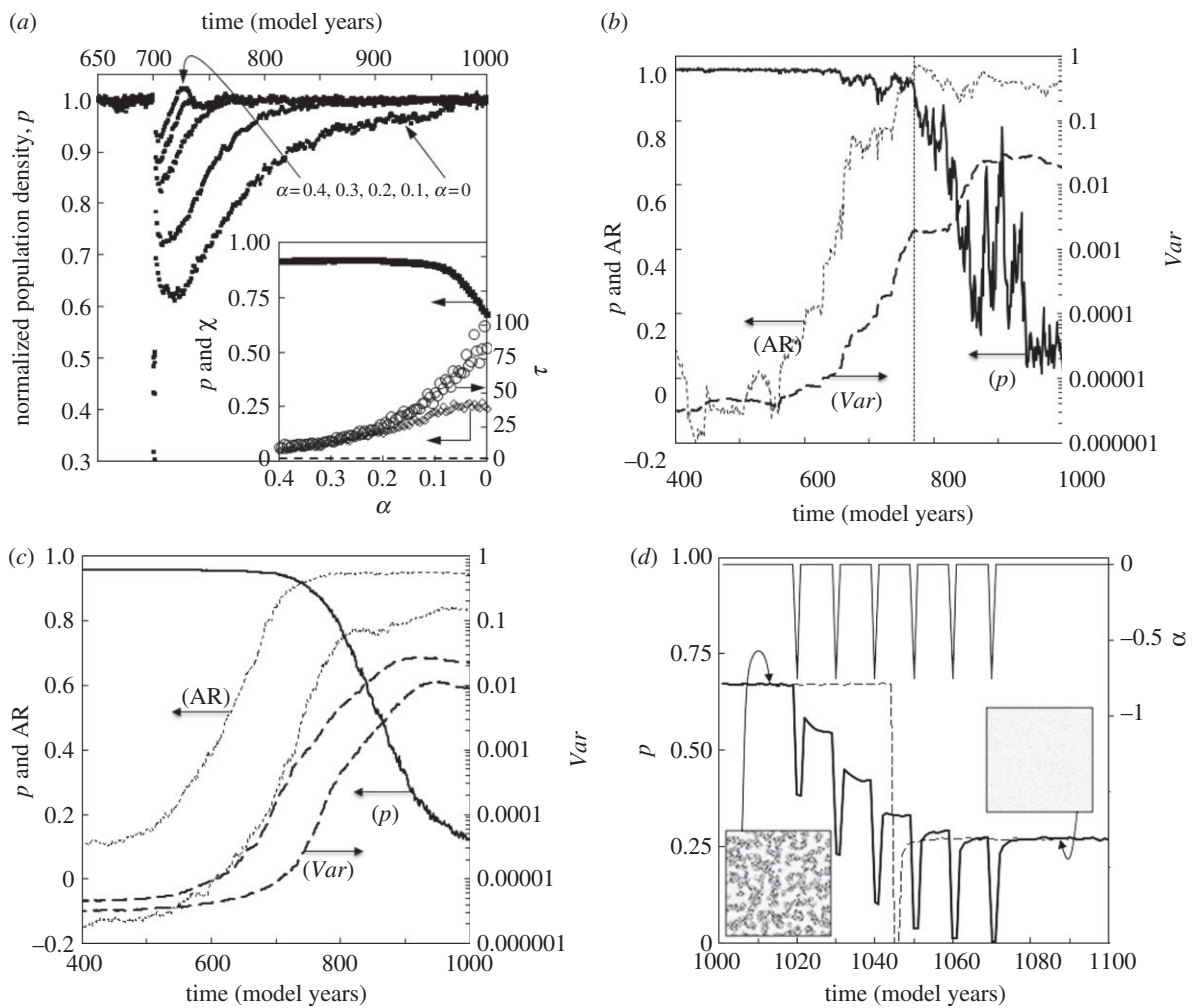 (a)
time (model years)
650 700 750 800 850 900 1000
normalized population density, p
1.0
0.9
0.8
0.7
0.6
0.5
0.4
0.3
α=0.4, 0.3, 0.2, 0.1, α=0
p and χ
1.00
0.75
0.50
0.25
0
100
75
50
25
0
τ
0.4 0.3 0.2 0.1 0
α
(b)
p and AR
1.0
0.8
0.6
0.4
0.2
0
−0.2
(AR)
(Var)
(p)
1
0.1
0.01
0.001
0.0001
0.00001
0.000001
Var
400 600 800 1000
time (model years)
(c)
p and AR
1.0
0.8
0.6
0.4
0.2
0
−0.2
(AR)
(p)
(Var)
1
0.1
0.01
0.001
0.0001
0.00001
0.000001
Var
400 600 800 1000
time (model years)
(d)
p
1.00
0.75
0.50
0.25
0
0
−0.5
−1
α
1000 1020 1040 1060 1080 1100
time (model years)